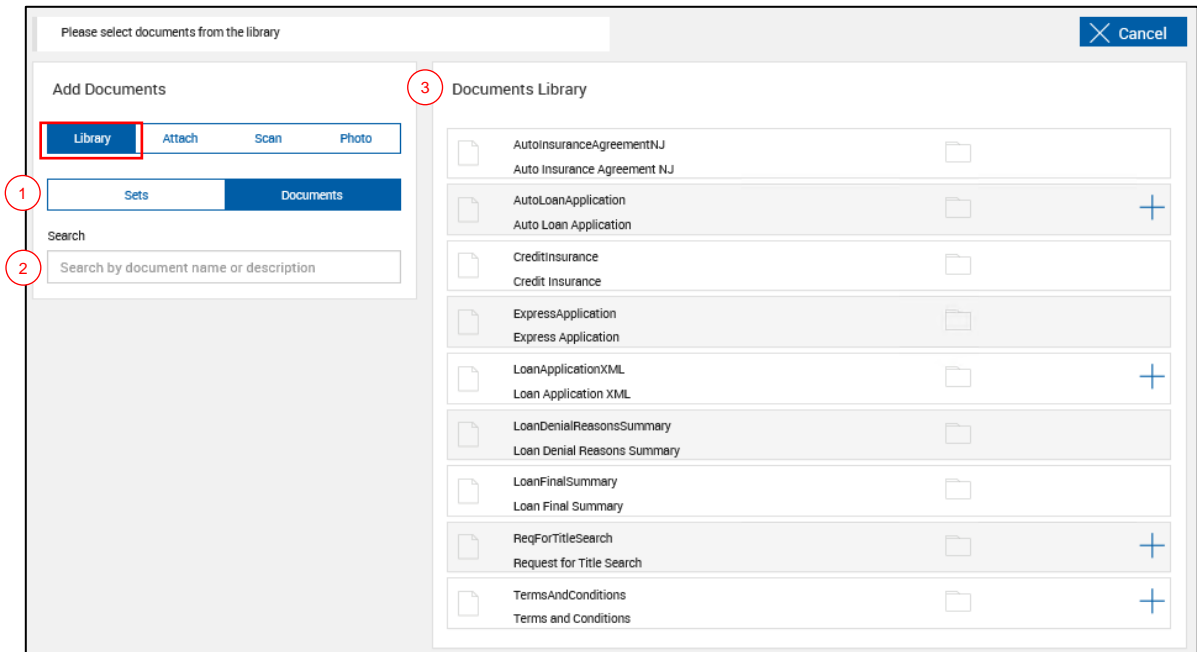 Please select documents from the library
Cancel
Add Documents
Library Attach Scan Photo
1
Sets Documents
Search
2
Search by document name or description
3
Documents Library
AutoInsuranceAgreementNJ
Auto Insurance Agreement NJ
AutoLoanApplication
Auto Loan Application
CreditInsurance
Credit Insurance
ExpressApplication
Express Application
LoanApplicationXML
Loan Application XML
LoanDenialReasonsSummary
Loan Denial Reasons Summary
LoanFinalSummary
Loan Final Summary
ReqForTitleSearch
Request for Title Search
TermsAndConditions
Terms and Conditions